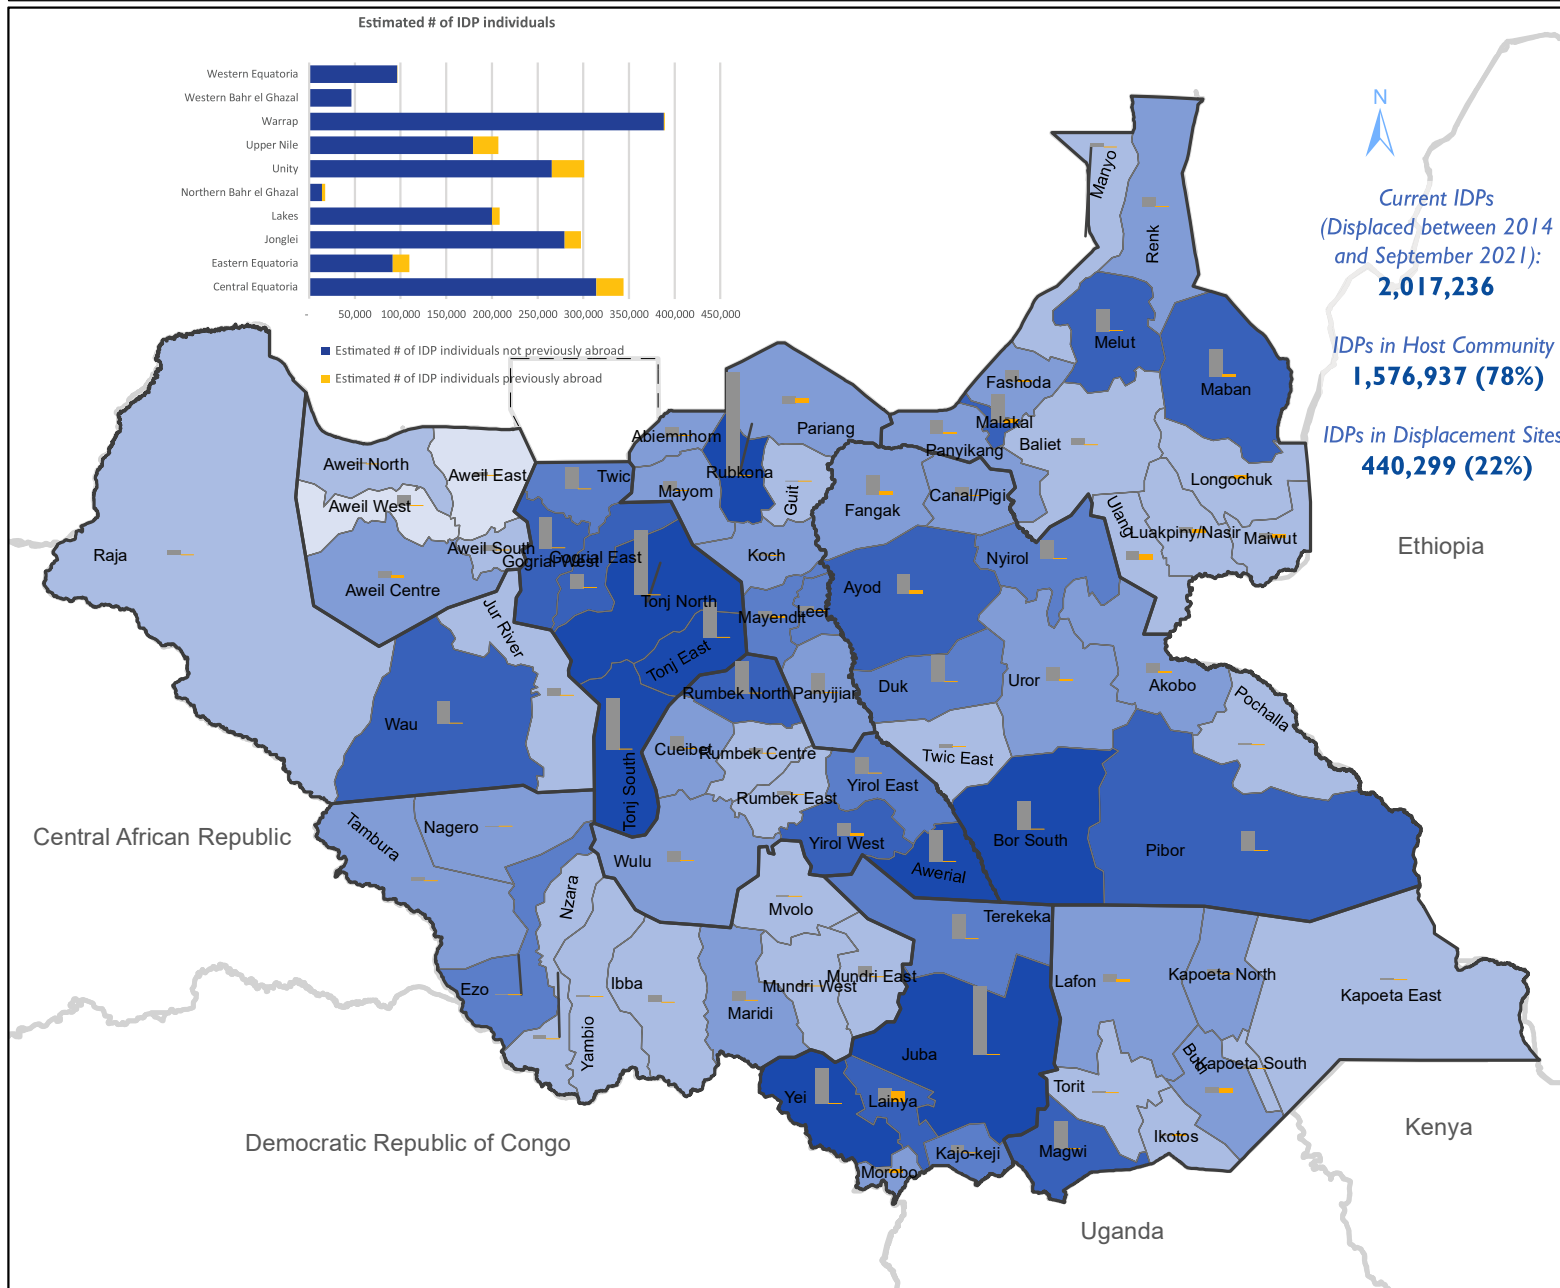 Estimated # of IDP individuals
Western Equatoria
Western Bahr el Ghazal
Warrap
Upper Nile
Unity
Northern Bahr el Ghazal
Lakes
Jonglei
Eastern Equatoria
Central Equatoria
- 50,000 100,000 150,000 200,000 250,000 300,000 350,000 400,000 450,000
Estimated # of IDP individuals not previously abroad
Estimated # of IDP individuals previously abroad
N
Current IDPs
(Displaced between 2014
and September 2021):
2,017,236
IDPs in Host Community
1,576,937 (78%)
IDPs in Displacement Sites
440,299 (22%)
Manyo
Renk
Melut
Maban
Fashoda
Malakal
Panyikang
Baliet
Longochuk
Ulang
Luakpiny/Nasir
Maiwut
Abiemnhom
Pariang
Rubkona
Mayom
Guit
Koch
Mayendit
Leer
Panyijiar
Fangak
Canal/Pigi
Nyirol
Ayod
Duk
Uror
Akobo
Pochalla
Twic East
Bor South
Pibor
Aweil North
Aweil East
Aweil West
Aweil South
Aweil Centre
Twic
Gogrial West
Gogrial East
Tonj North
Tonj East
Tonj South
Raja
Jur River
Wau
Rumbek North
Cueibet
Rumbek Centre
Rumbek East
Yirol East
Yirol West
Awerial
Wulu
Tambura
Nagero
Nzara
Ezo
Yambio
Ibba
Maridi
Mvolo
Mundri West
Mundri East
Terekeka
Juba
Yei
Lainya
Morobo
Kajo-keji
Magwi
Torit
Ikotos
Lafon
Kapoeta North
Budi
Kapoeta South
Kapoeta East
Central African Republic
Democratic Republic of Congo
Uganda
Kenya
Ethiopia